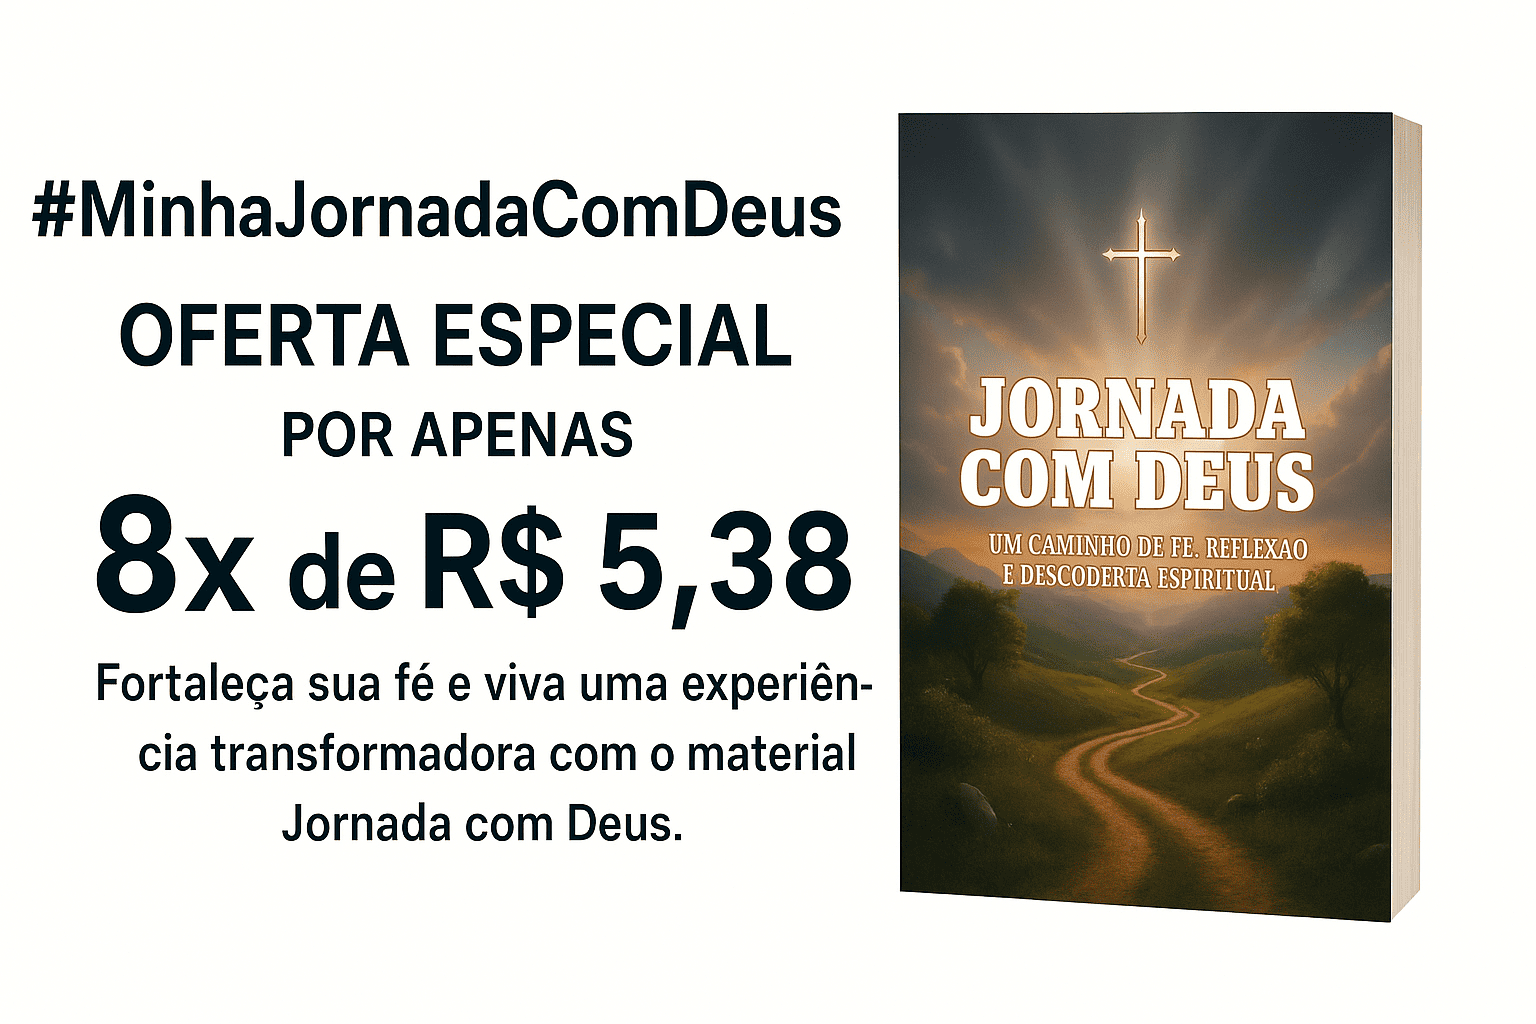 #MinhaJornadaComDeus
OFERTA ESPECIAL
POR APENAS
8x de R$ 5,38
Fortaleça sua fé e viva uma experiên-
cia transformadora com o material
Jornada com Deus.
JORNADA
COM DEUS
UM CAMINHO DE FE. REFLEXAO
E DESCODERTA ESPIRITUAL